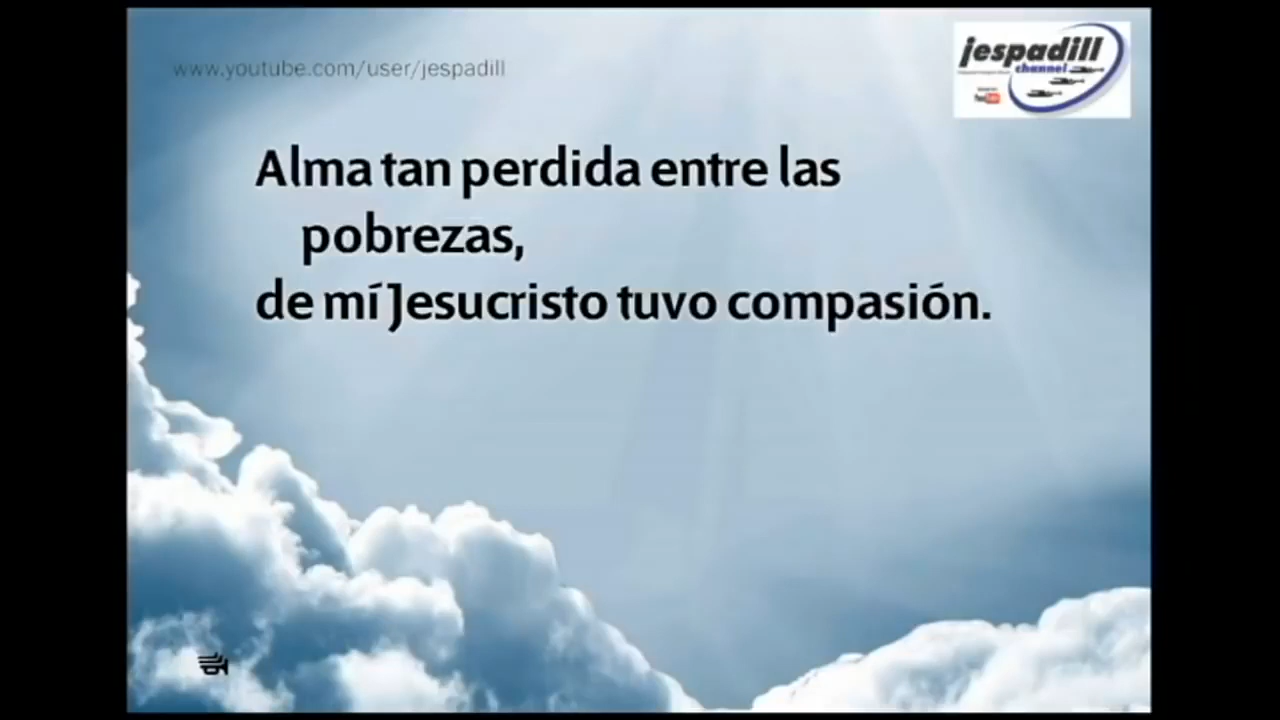 www.youtube.com/user/jespadill
jespadill
channel
Alma tan perdida entre las
pobrezas,
de mí Jesucristo tuvo compasión.